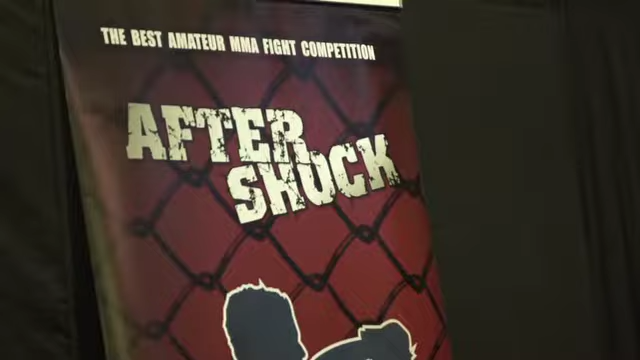 THE BEST AMATEUR MMA FIGHT COMPETITION
AFTER
SHOCK